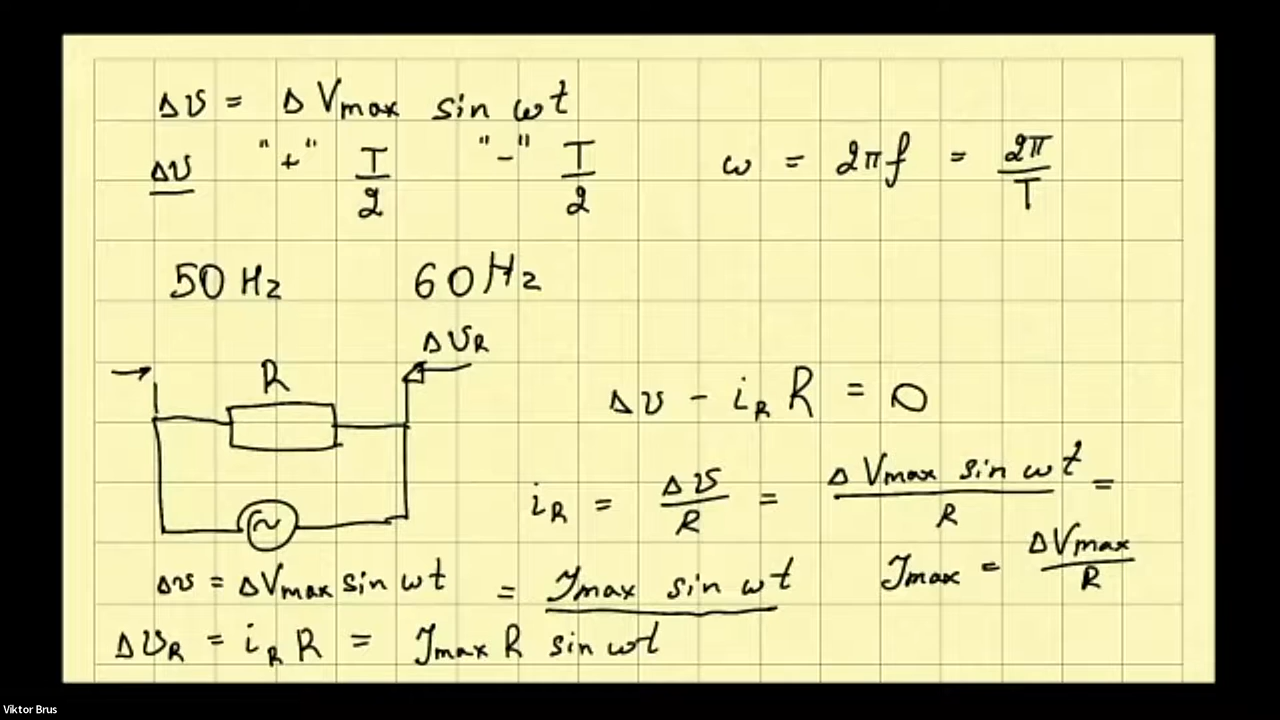 Δv = ΔVmax sin ωt
Δv "+" T/2 "-" T/2
ω = 2πf = 2π/T
50 Hz 60 Hz
ΔvR
R
Δv - iR R = 0
iR = Δv/R = ΔVmax sin ωt/R =
= Imax sin ωt
Imax = ΔVmax/R
~
Δv = ΔVmax sin ωt
ΔvR = iR R = Imax R sin ωt
Viktor Brus